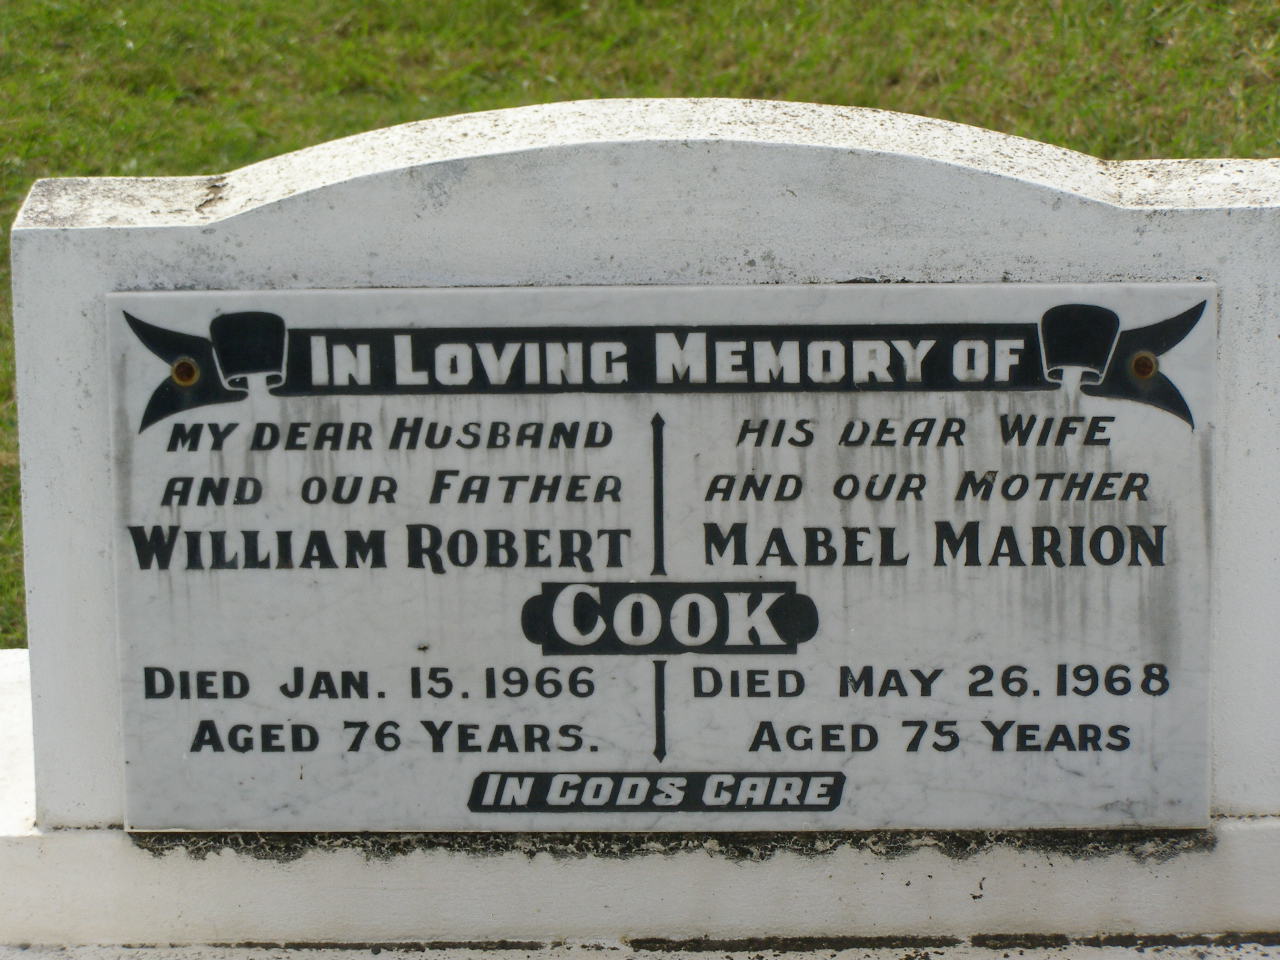 IN LOVING MEMORY OF
MY DEAR HUSBAND
AND OUR FATHER
WILLIAM ROBERT
HIS DEAR WIFE
AND OUR MOTHER
MABEL MARION
COOK
DIED JAN. 15. 1966
AGED 76 YEARS.
DIED MAY 26. 1968
AGED 75 YEARS
IN GODS CARE